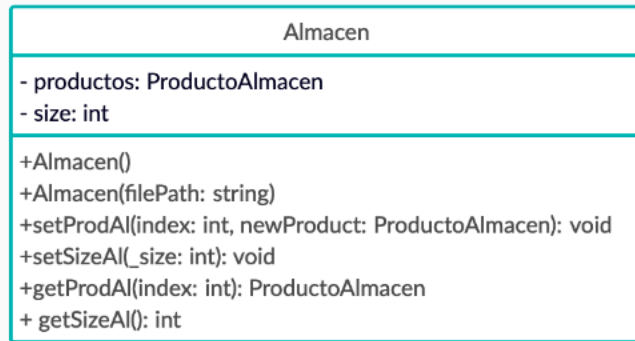 Almacen
- productos: ProductoAlmacen
- size: int
+Almacen()
+Almacen(filePath: string)
+setProdAl(index: int, newProduct: ProductoAlmacen): void
+setSizeAl(_size: int): void
+getProdAl(index: int): ProductoAlmacen
+ getSizeAl(): int